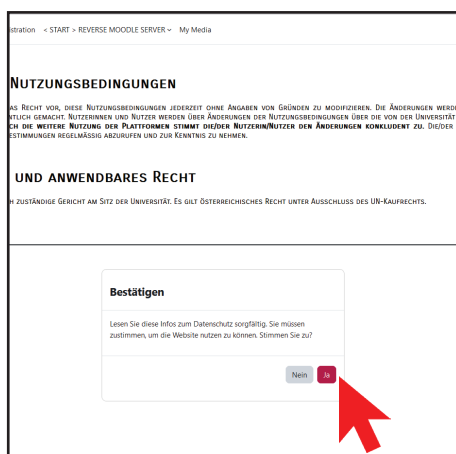 istration < START > REVERSE MOODLE SERVER My Media
NUTZUNGSBEDINGUNGEN
AS RECHT VOR, DIESE NUTZUNGSBEDINGUNGEN JEDERZEIT OHNE ANGABEN VON GRÜNDEN ZU MODIFIZIEREN. DIE ÄNDERUNGEN WERD
NTLICH GEMACHT. NUTZERINNEN UND NUTZER WERDEN ÜBER ÄNDERUNGEN DER NUTZUNGSBEDINGUNGEN ÜBER DIE VON DER UNIVERSITÄT
CH DIE WEITERE NUTZUNG DER PLATTFORMEN STIMMT DIE/DER NUTZERIN/NUTZER DEN ÄNDERUNGEN KONKLUDENT ZU. DIE/DER
ESTIMMUNGEN REGELMÄSSIG ABZURUFEN UND ZUR KENNTNIS ZU NEHMEN.
UND ANWENDBARES RECHT
H ZUSTÄNDIGE GERICHT AM SITZ DER UNIVERSITÄT. ES GILT ÖSTERREICHISCHES RECHT UNTER AUSSCHLUSS DES UN-KAUFRECHTS.
Bestätigen
Lesen Sie diese Infos zum Datenschutz sorgfältig. Sie müssen
zustimmen, um die Website nutzen zu können. Stimmen Sie zu?
Nein Ja